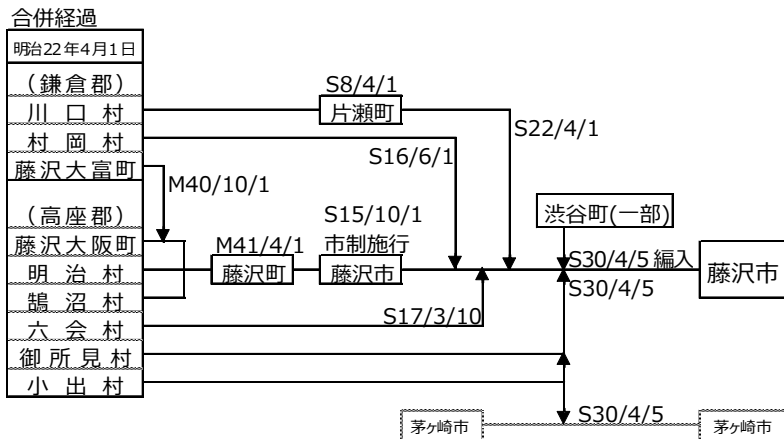 合併経過
明治22年4月1日
（鎌倉郡）
川口村
村岡村
藤沢大富町
（高座郡）
藤沢大阪町
明治村
鵠沼村
六会村
御所見村
小出村
M40/10/1
M41/4/1
藤沢町
S8/4/1
片瀬町
S15/10/1
市制施行
藤沢市
S16/6/1
S17/3/10
S22/4/1
渋谷町(一部)
S30/4/5 編入
S30/4/5
藤沢市
S30/4/5
茅ヶ崎市
茅ヶ崎市